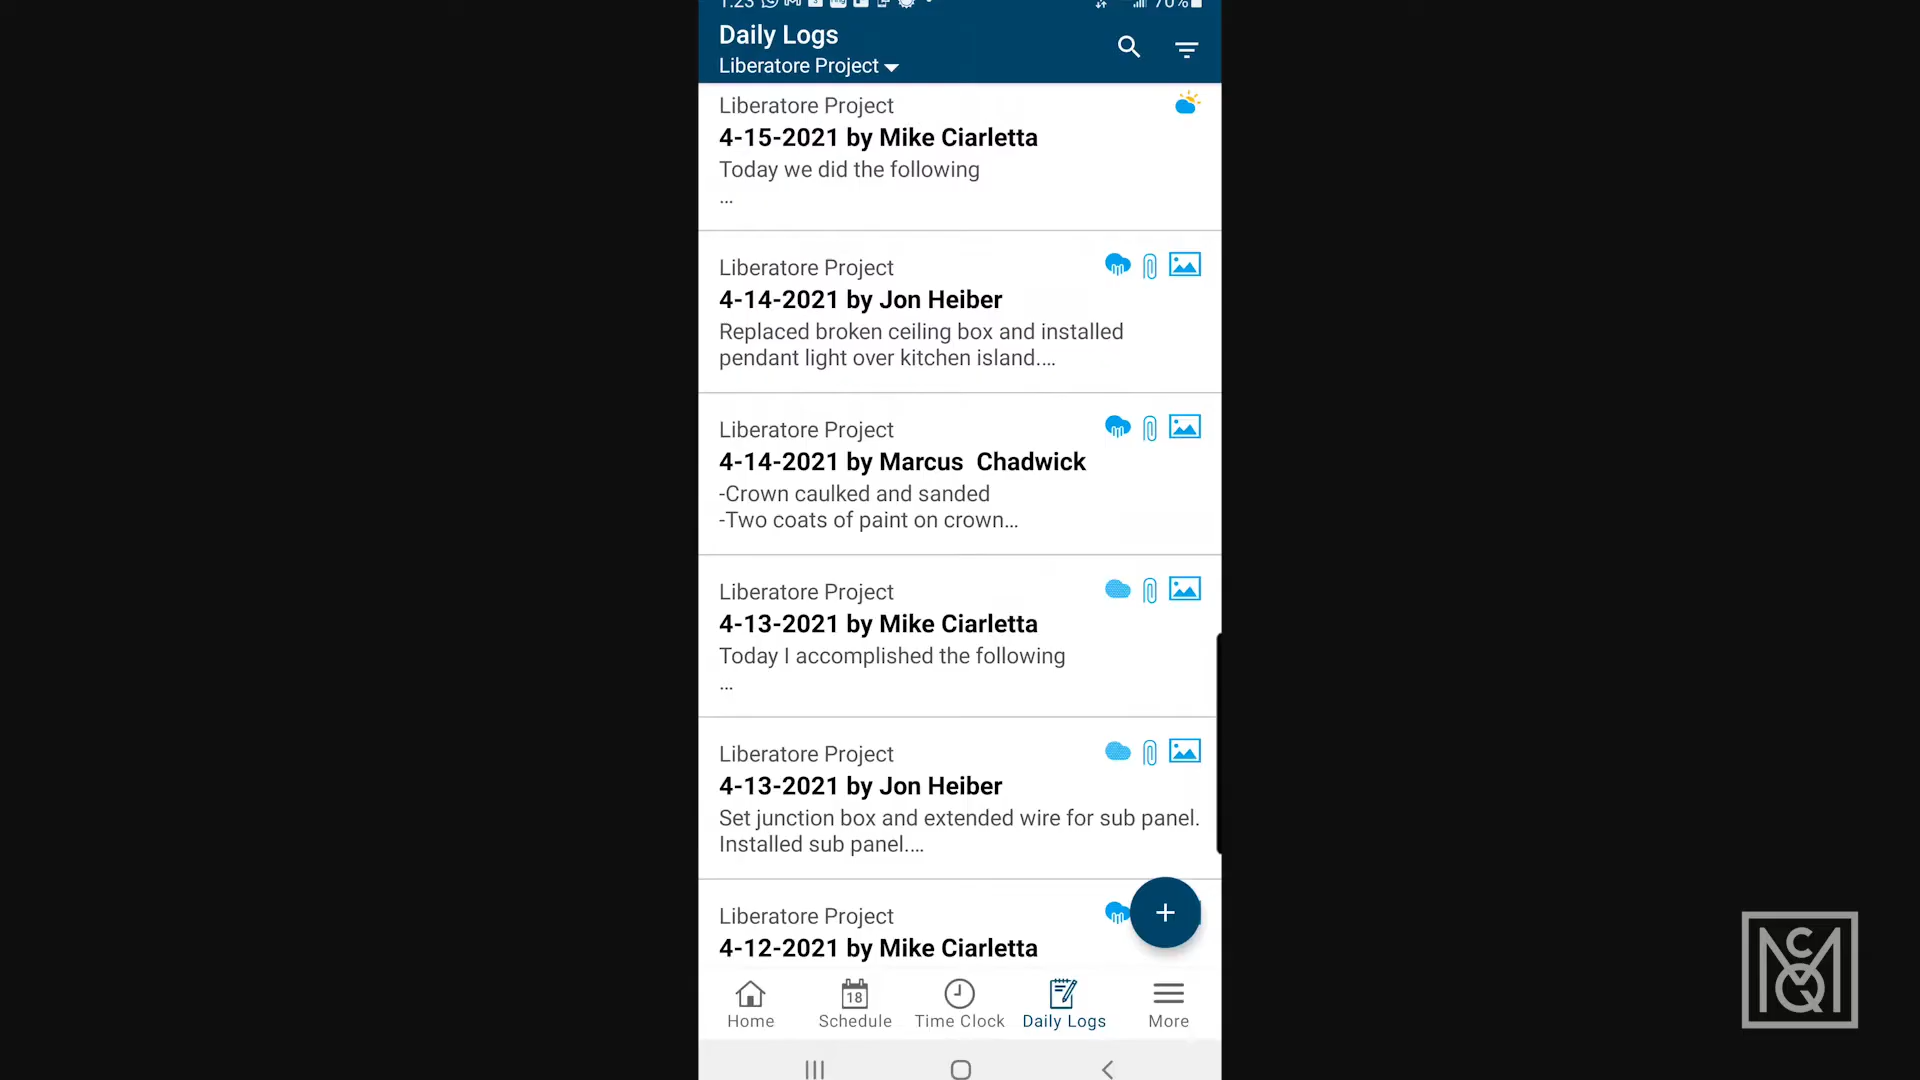 1:23
70%
Daily Logs
Liberatore Project
Liberatore Project
4-15-2021 by Mike Ciarletta
Today we did the following
...
Liberatore Project
4-14-2021 by Jon Heiber
Replaced broken ceiling box and installed
pendant light over kitchen island....
Liberatore Project
4-14-2021 by Marcus  Chadwick
-Crown caulked and sanded
-Two coats of paint on crown...
Liberatore Project
4-13-2021 by Mike Ciarletta
Today I accomplished the following
...
Liberatore Project
4-13-2021 by Jon Heiber
Set junction box and extended wire for sub panel.
Installed sub panel....
Liberatore Project
4-12-2021 by Mike Ciarletta
18
Home
Schedule
Time Clock
Daily Logs
More
MCQ